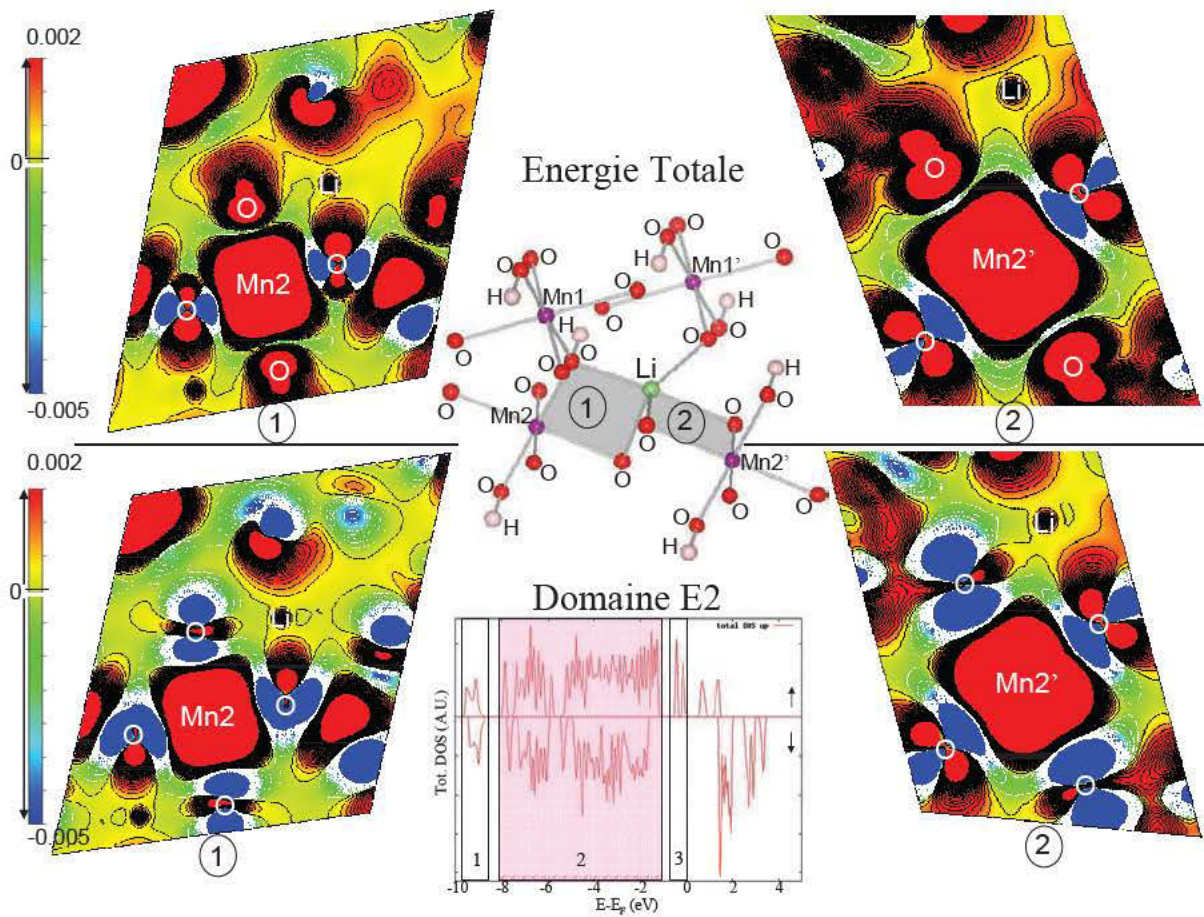 0.002
0
-0.005
O
Li
Mn2
O
O
O
1
Energie Totale
O
O
H
Mn1'
O
O
O
H
Mn1
H
O
O
H
O
O
O
O
O
Li
1
2
O
Mn2
O
O
O
O
O
H
O
H
O
Mn2'
O
O
O
H
Li
O
O
Mn2'
O
O
2
0.002
0
-0.005
Li
O
Mn2
O
O
O
1
Domaine E2
total DOS up
Tot. DOS (A.U.)
1
2
3
-10
-8
-6
-4
-2
0
2
4
E-E_F (eV)
Li
O
O
Mn2'
O
O
2